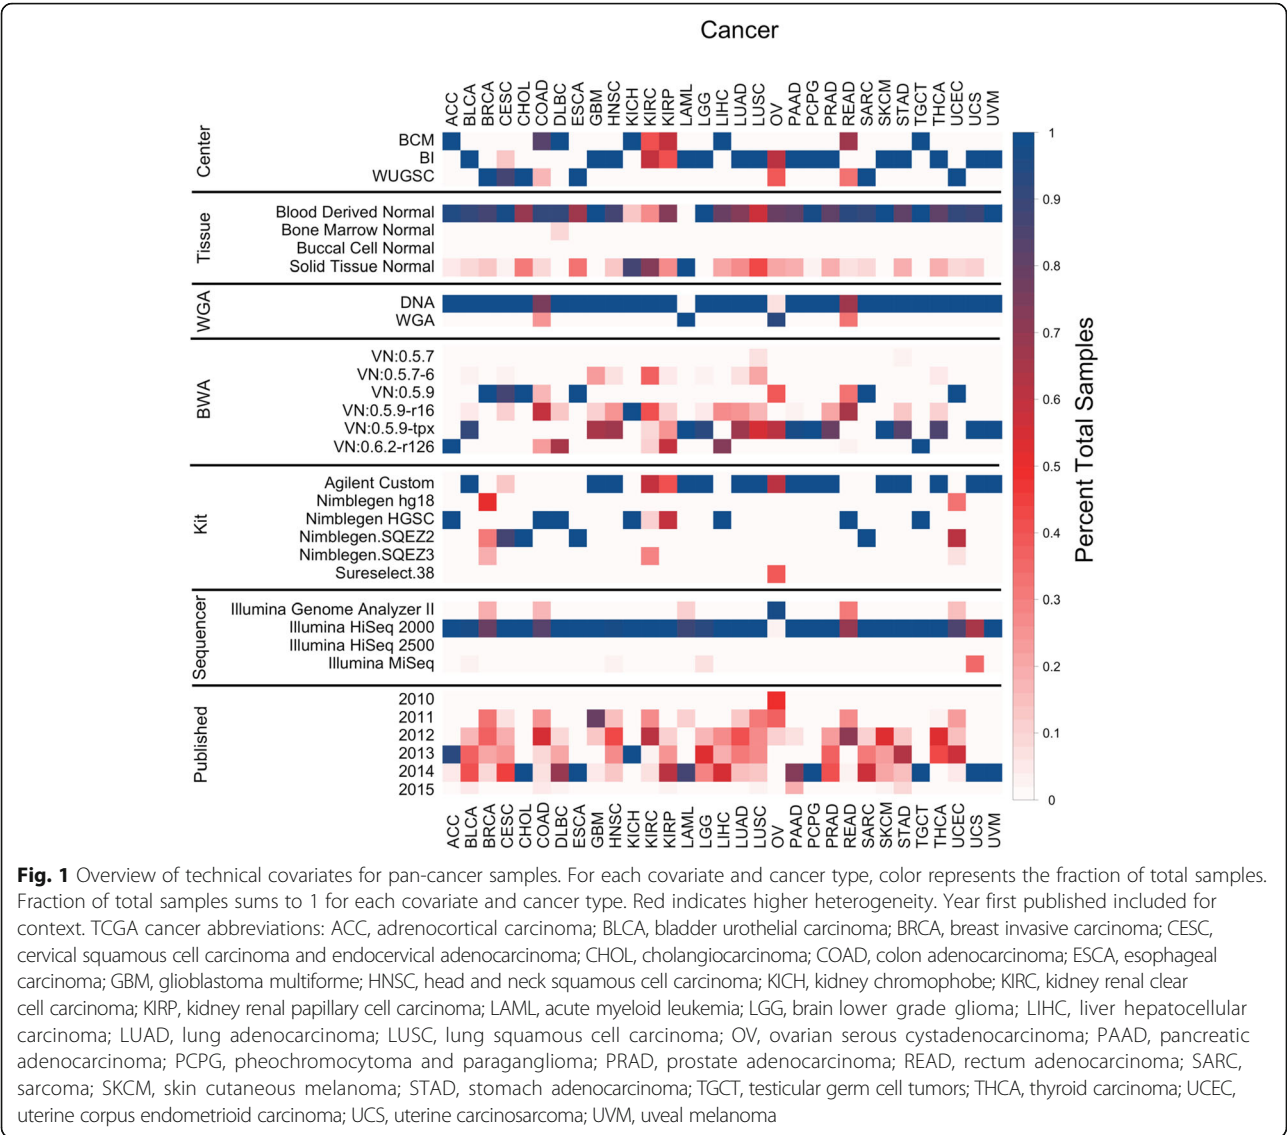 Cancer
ACC BLCA BRCA CESC CHOL COAD DLBC ESCA GBM HNSC KICH KIRC KIRP LAML LGG LIHC LUAD LUSC OV PAAD PCPG PRAD READ SARC SKCM STAD TGCT THCA UCEC UCS UVM
Center
BCM
BI
WUGSC
Tissue
Blood Derived Normal
Bone Marrow Normal
Buccal Cell Normal
Solid Tissue Normal
WGA
DNA
WGA
BWA
VN:0.5.7
VN:0.5.7-6
VN:0.5.9
VN:0.5.9-r16
VN:0.5.9-tpx
VN:0.6.2-r126
Kit
Agilent Custom
Nimblegen hg18
Nimblegen HGSC
Nimblegen.SQEZ2
Nimblegen.SQEZ3
Sureselect.38
Sequencer
Illumina Genome Analyzer II
Illumina HiSeq 2000
Illumina HiSeq 2500
Illumina MiSeq
Published
2010
2011
2012
2013
2014
2015
ACC BLCA BRCA CESC CHOL COAD DLBC ESCA GBM HNSC KICH KIRC KIRP LAML LGG LIHC LUAD LUSC OV PAAD PCPG PRAD READ SARC SKCM STAD TGCT THCA UCEC UCS UVM
1
0.9
0.8
0.7
0.6
0.5
0.4
0.3
0.2
0.1
0
Percent Total Samples
Fig. 1 Overview of technical covariates for pan-cancer samples. For each covariate and cancer type, color represents the fraction of total samples.
Fraction of total samples sums to 1 for each covariate and cancer type. Red indicates higher heterogeneity. Year first published included for
context. TCGA cancer abbreviations: ACC, adrenocortical carcinoma; BLCA, bladder urothelial carcinoma; BRCA, breast invasive carcinoma; CESC,
cervical squamous cell carcinoma and endocervical adenocarcinoma; CHOL, cholangiocarcinoma; COAD, colon adenocarcinoma; ESCA, esophageal
carcinoma; GBM, glioblastoma multiforme; HNSC, head and neck squamous cell carcinoma; KICH, kidney chromophobe; KIRC, kidney renal clear
cell carcinoma; KIRP, kidney renal papillary cell carcinoma; LAML, acute myeloid leukemia; LGG, brain lower grade glioma; LIHC, liver hepatocellular
carcinoma; LUAD, lung adenocarcinoma; LUSC, lung squamous cell carcinoma; OV, ovarian serous cystadenocarcinoma; PAAD, pancreatic
adenocarcinoma; PCPG, pheochromocytoma and paraganglioma; PRAD, prostate adenocarcinoma; READ, rectum adenocarcinoma; SARC,
sarcoma; SKCM, skin cutaneous melanoma; STAD, stomach adenocarcinoma; TGCT, testicular germ cell tumors; THCA, thyroid carcinoma; UCEC,
uterine corpus endometrioid carcinoma; UCS, uterine carcinosarcoma; UVM, uveal melanoma